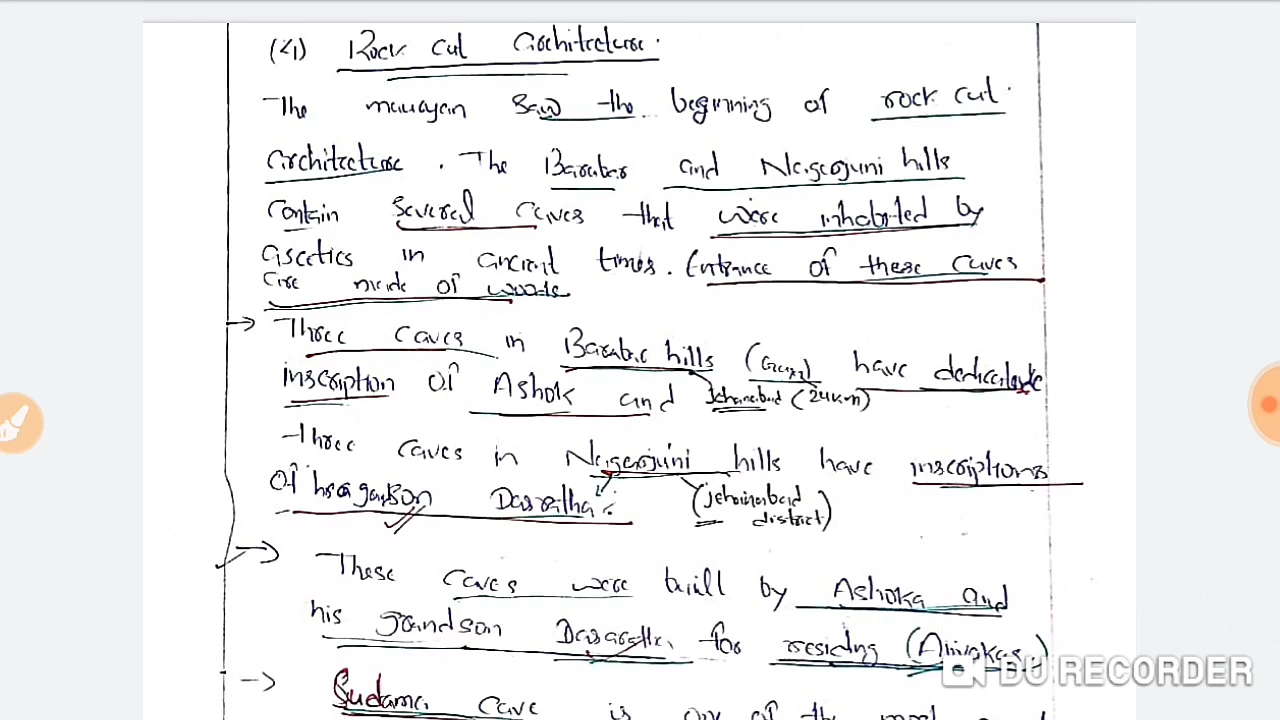 (4) Rock cut architecture.
The mauryan saw the beginning of rock cut
architecture. The Barabar and Nagarjuni hills
contain several caves that were inhabited by
ascetics in ancient times. Entrance of these caves
are made of woods
→ Three caves in Barabar hills (Gaya) have dedicatory
inscription of Ashok and Jehanabad (24km)
Three caves in Nagarjuni hills have inscriptions
of his grandson Dasratha. (jehanabad
district)
→ These caves were built by Ashoka and
his grandson Dasaratha for residing (Ajivikas)
→ Sudama cave is one of the most
DU RECORDER